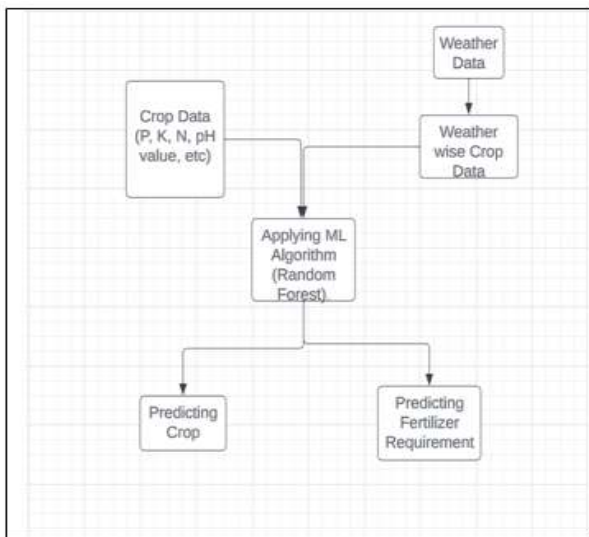 Weather
Data
Crop Data
(P, K, N, pH
value, etc)
Weather
wise Crop
Data
Applying ML
Algorithm
(Random
Forest)
Predicting
Crop
Predicting
Fertilizer
Requirement